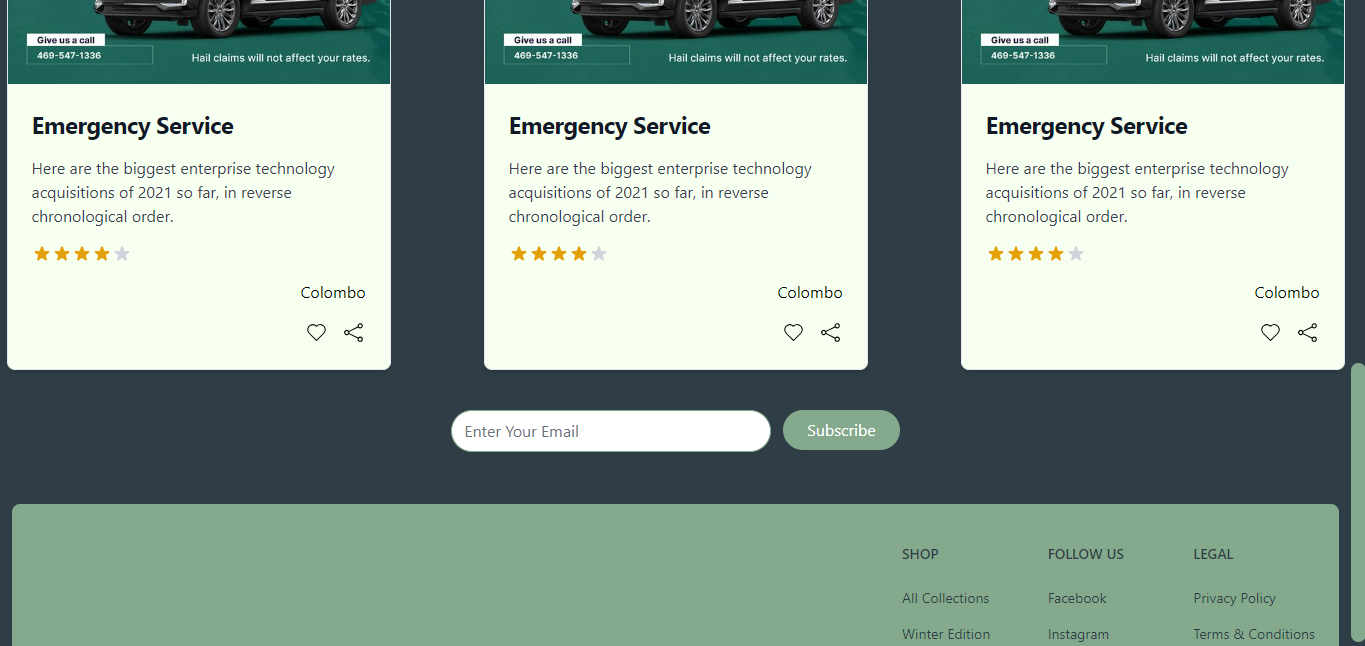 Give us a call
469-547-1336
Hail claims will not affect your rates.
Emergency Service
Here are the biggest enterprise technology
acquisitions of 2021 so far, in reverse
chronological order.
Colombo
Give us a call
469-547-1336
Hail claims will not affect your rates.
Emergency Service
Here are the biggest enterprise technology
acquisitions of 2021 so far, in reverse
chronological order.
Colombo
Give us a call
469-547-1336
Hail claims will not affect your rates.
Emergency Service
Here are the biggest enterprise technology
acquisitions of 2021 so far, in reverse
chronological order.
Colombo
Enter Your Email
Subscribe
SHOP
All Collections
Winter Edition
FOLLOW US
Facebook
Instagram
LEGAL
Privacy Policy
Terms & Conditions